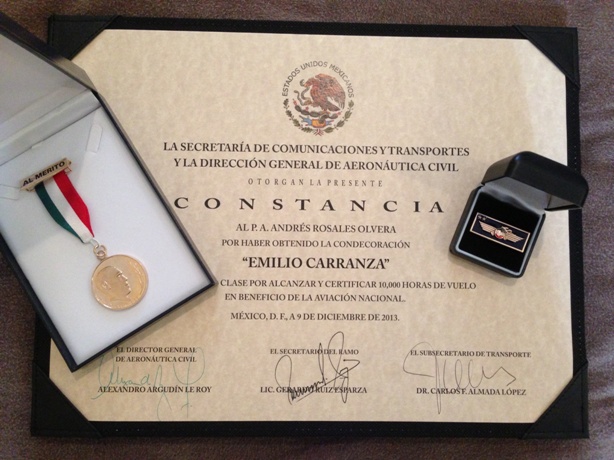 ESTADOS UNIDOS MEXICANOS
LA SECRETARÍA DE COMUNICACIONES Y TRANSPORTES
Y LA DIRECCIÓN GENERAL DE AERONÁUTICA CIVIL
OTORGAN LA PRESENTE
CONSTANCIA
AL P. A. ANDRÉS ROSALES OLVERA
POR HABER OBTENIDO LA CONDECORACIÓN
“EMILIO CARRANZA”
CLASE POR ALCANZAR Y CERTIFICAR 10,000 HORAS DE VUELO
EN BENEFICIO DE LA AVIACIÓN NACIONAL.
MÉXICO, D. F., A 9 DE DICIEMBRE DE 2013.
EL DIRECTOR GENERAL
DE AERONÁUTICA CIVIL
ALEXANDRO ARGUDÍN LE ROY
EL SECRETARIO DEL RAMO
LIC. GERARDO RUIZ ESPARZA
EL SUBSECRETARIO DE TRANSPORTE
DR. CARLOS F. ALMADA LÓPEZ
AL MERITO